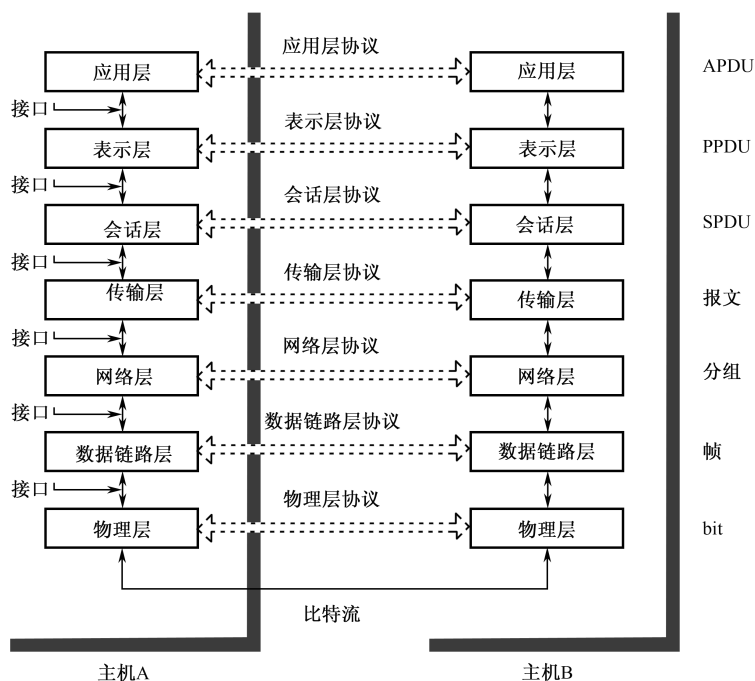 应用层协议
应用层
应用层
APDU
接口
表示层协议
表示层
表示层
PPDU
接口
会话层协议
会话层
会话层
SPDU
接口
传输层协议
传输层
传输层
报文
接口
网络层协议
网络层
网络层
分组
接口
数据链路层协议
数据链路层
数据链路层
帧
接口
物理层协议
物理层
物理层
bit
比特流
主机A
主机B